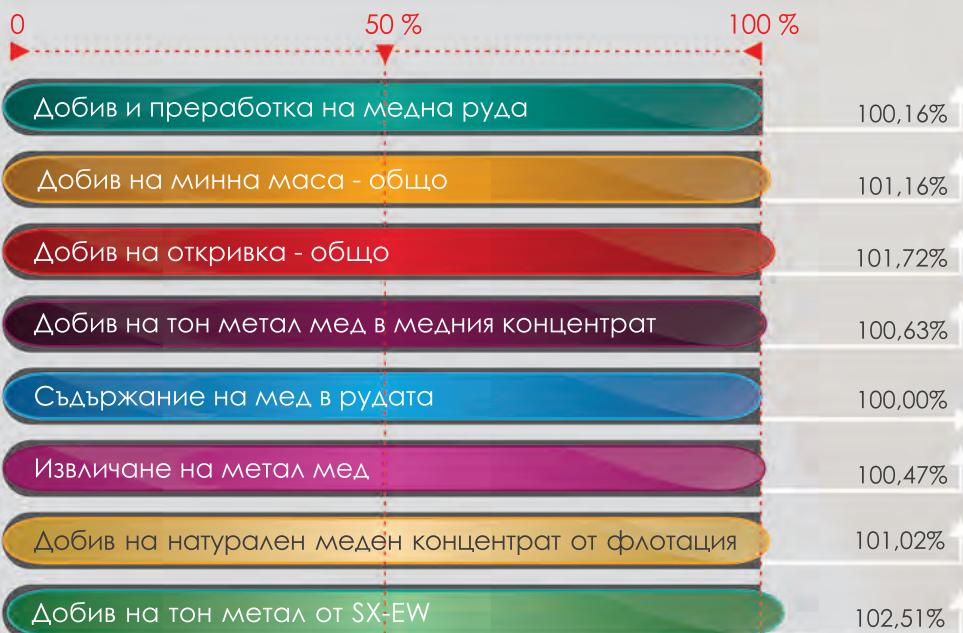 0 50 % 100 %
Добив и преработка на медна руда 100,16%
Добив на минна маса - общо 101,16%
Добив на откривка - общо 101,72%
Добив на тон метал мед в медния концентрат 100,63%
Съдържание на мед в рудата 100,00%
Извличане на метал мед 100,47%
Добив на натурален меден концентрат от флотация 101,02%
Добив на тон метал от SX-EW 102,51%